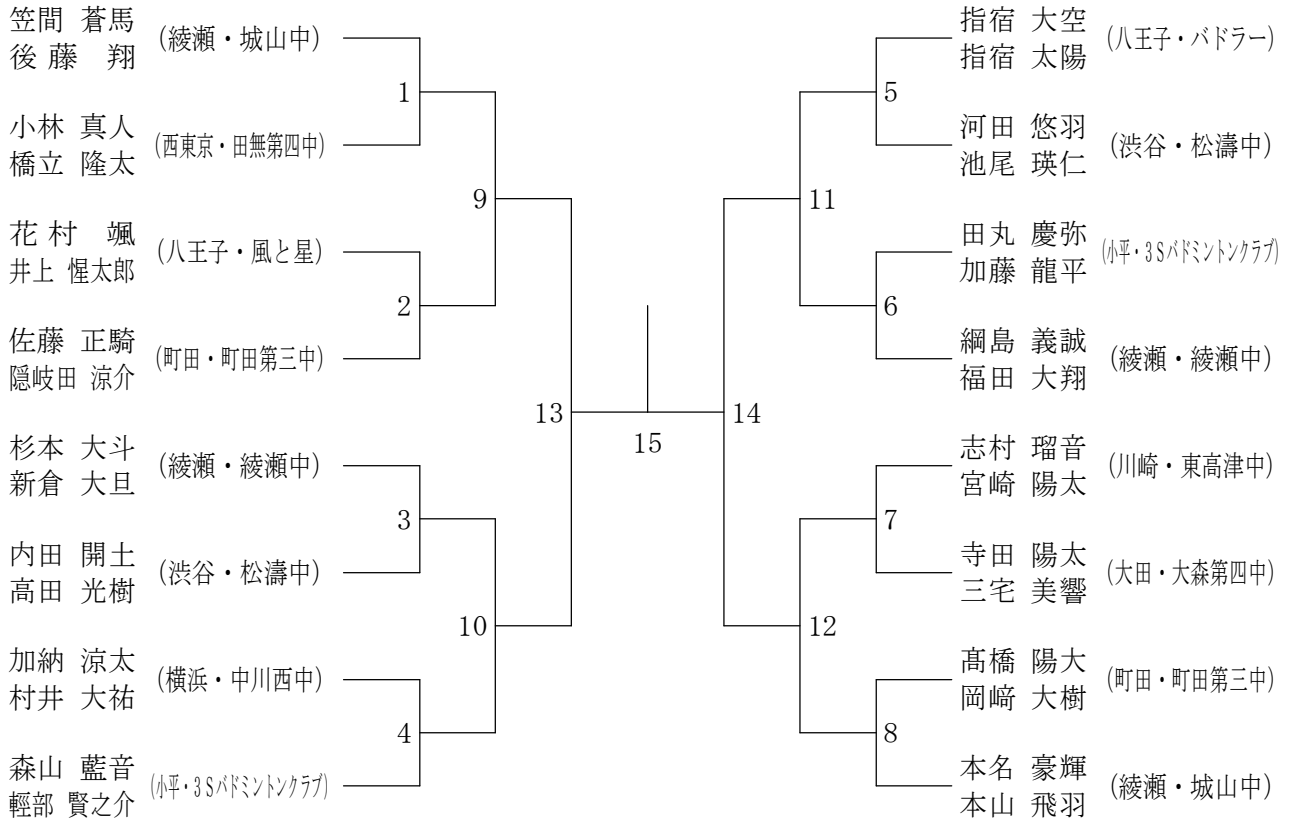 笠間 蒼馬
後藤 翔
(綾瀬・城山中)
小林 真人
橋立 隆太
(西東京・田無第四中)
花村 颯
井上 惺太郎
(八王子・風と星)
佐藤 正騎
隠岐田 涼介
(町田・町田第三中)
杉本 大斗
新倉 大旦
(綾瀬・綾瀬中)
内田 開土
高田 光樹
(渋谷・松濤中)
加納 涼太
村井 大祐
(横浜・中川西中)
森山 藍音
輕部 賢之介
(小平・3Sバドミントンクラブ)
1
2
3
4
9
10
13
15
14
11
12
5
6
7
8
指宿 大空
指宿 太陽
(八王子・バドラー)
河田 悠羽
池尾 瑛仁
(渋谷・松濤中)
田丸 慶弥
加藤 龍平
(小平・3Sバドミントンクラブ)
綱島 義誠
福田 大翔
(綾瀬・綾瀬中)
志村 瑠音
宮崎 陽太
(川崎・東高津中)
寺田 陽太
三宅 美響
(大田・大森第四中)
髙橋 陽大
岡﨑 大樹
(町田・町田第三中)
本名 豪輝
本山 飛羽
(綾瀬・城山中)